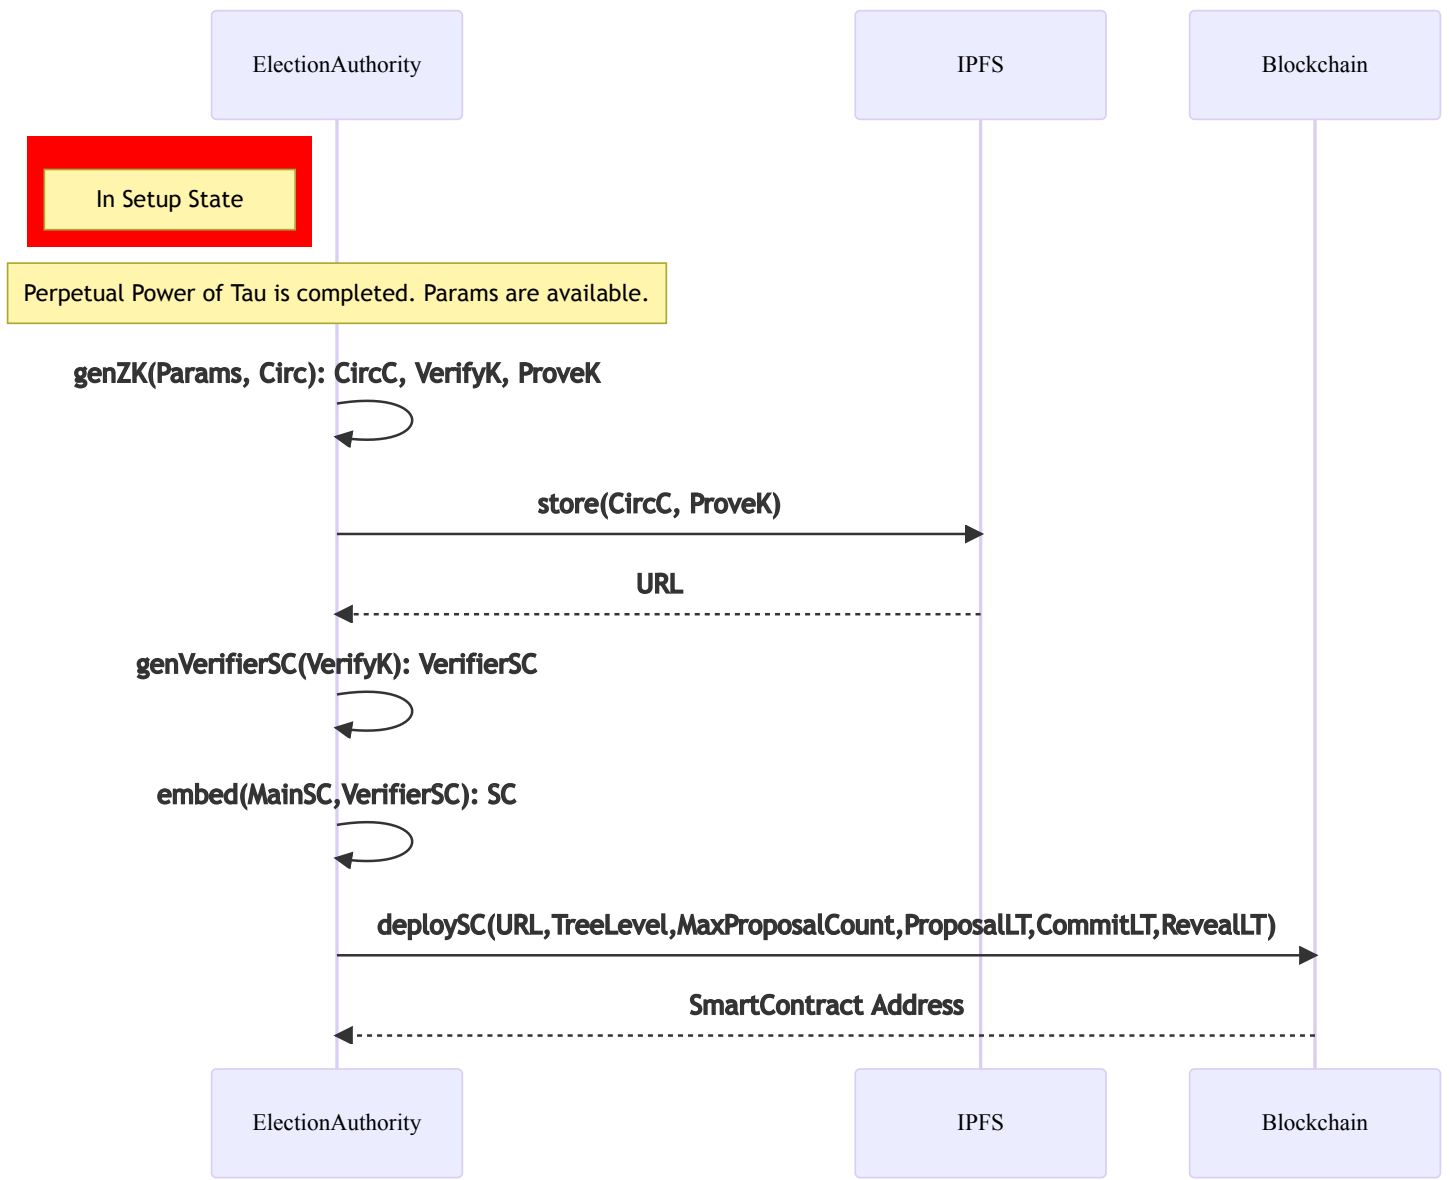 ElectionAuthority
IPFS
Blockchain
In Setup State
Perpetual Power of Tau is completed. Params are available.
genZK(Params, Circ): CircC, VerifyK, ProveK
store(CircC, ProveK)
URL
genVerifierSC(VerifyK): VerifierSC
embed(MainSC,VerifierSC): SC
deploySC(URL,TreeLevel,MaxProposalCount,ProposalLT,CommitLT,RevealLT)
SmartContract Address
ElectionAuthority
IPFS
Blockchain